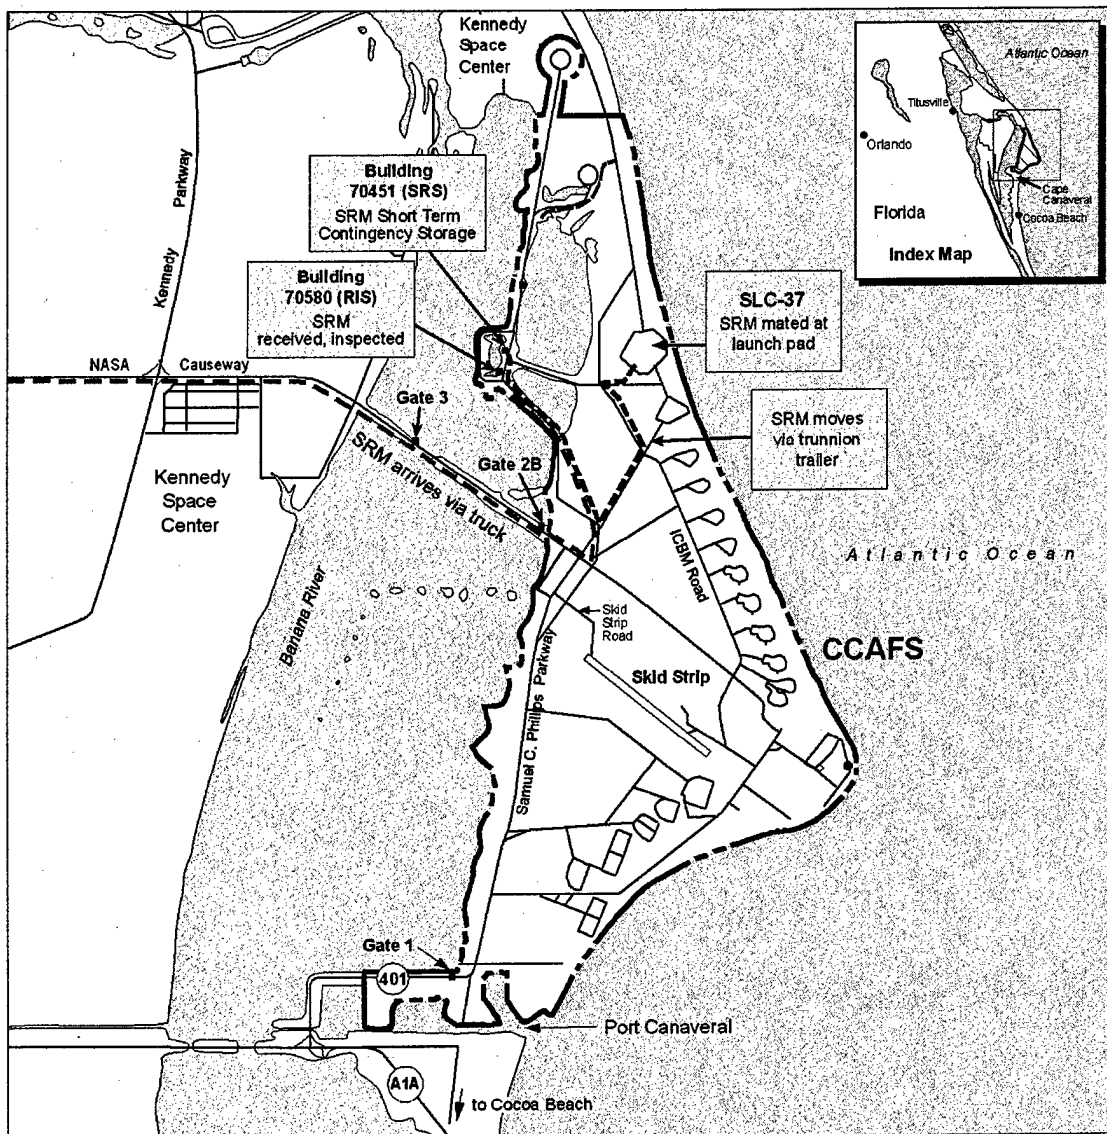 Kennedy
Space
Center
Atlantic Ocean
Titusville
Orlando
Cape
Canaveral
Cocoa Beach
Florida
Index Map
Kennedy Parkway
Building
70451 (SRS)
SRM Short Term
Contingency Storage
Building
70580 (RIS)
SRM
received, inspected
SLC-37
SRM mated at
launch pad
NASA Causeway
Gate 3
SRM arrives via truck
Gate 2B
SRM moves
via trunnion
trailer
Kennedy
Space
Center
ICBM Road
Atlantic Ocean
Banana River
Skid
Strip
Road
CCAFS
Skid Strip
Samuel C. Phillips Parkway
Gate 1
401
Port Canaveral
A1A
to Cocoa Beach